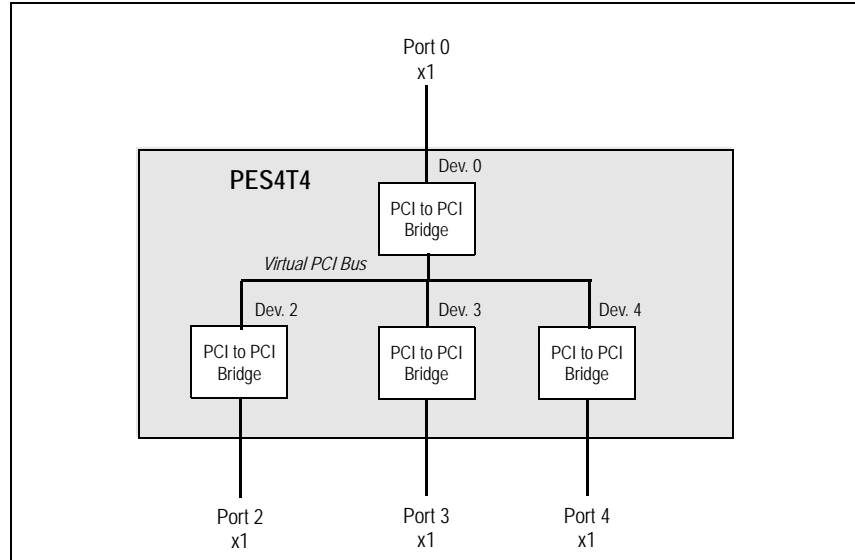 Port 0
x1
Dev. 0
PES4T4
PCI to PCI
Bridge
Virtual PCI Bus
Dev. 2
Dev. 3
Dev. 4
PCI to PCI
Bridge
PCI to PCI
Bridge
PCI to PCI
Bridge
Port 2
x1
Port 3
x1
Port 4
x1